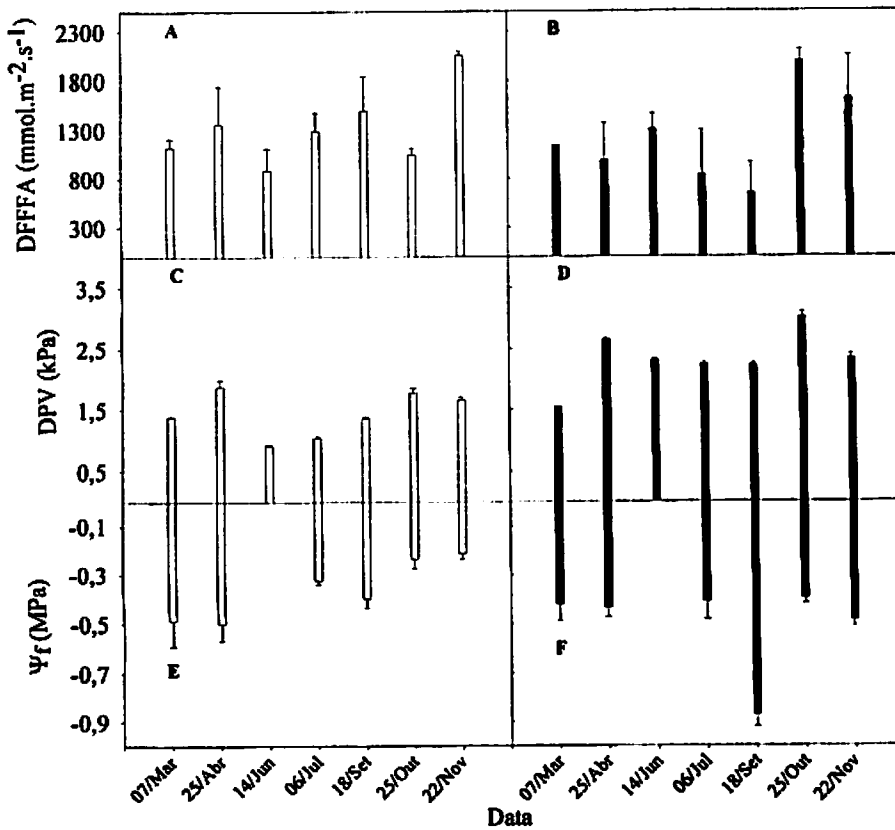 A
B
2300
1800
1300
800
300
DFFFA (mmol.m⁻².s⁻¹)
C
D
3,5
2,5
1,5
0,5
DPV (kPa)
-0,1
-0,3
-0,5
-0,7
-0,9
Ψf (MPa)
E
F
07/Mar
25/Abr
14/Jun
06/Jul
18/Set
25/Out
22/Nov
07/Mar
25/Abr
14/Jun
06/Jul
18/Set
25/Out
22/Nov
Data